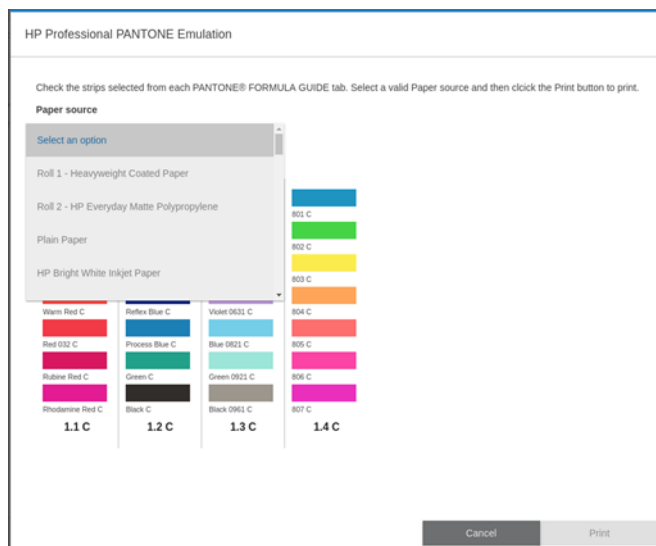 HP Professional PANTONE Emulation
Check the strips selected from each PANTONE® FORMULA GUIDE tab. Select a valid Paper source and then clcick the Print button to print.
Paper source
Select an option
Roll 1 - Heavyweight Coated Paper
Roll 2 - HP Everyday Matte Polypropylene
Plain Paper
HP Bright White Inkjet Paper
801 C
802 C
803 C
Warm Red C Reflex Blue C Violet 0631 C 804 C
Red 032 C Process Blue C Blue 0821 C 805 C
Rubine Red C Green C Green 0921 C 806 C
Rhodamine Red C Black C Black 0961 C 807 C
1.1 C 1.2 C 1.3 C 1.4 C
Cancel Print